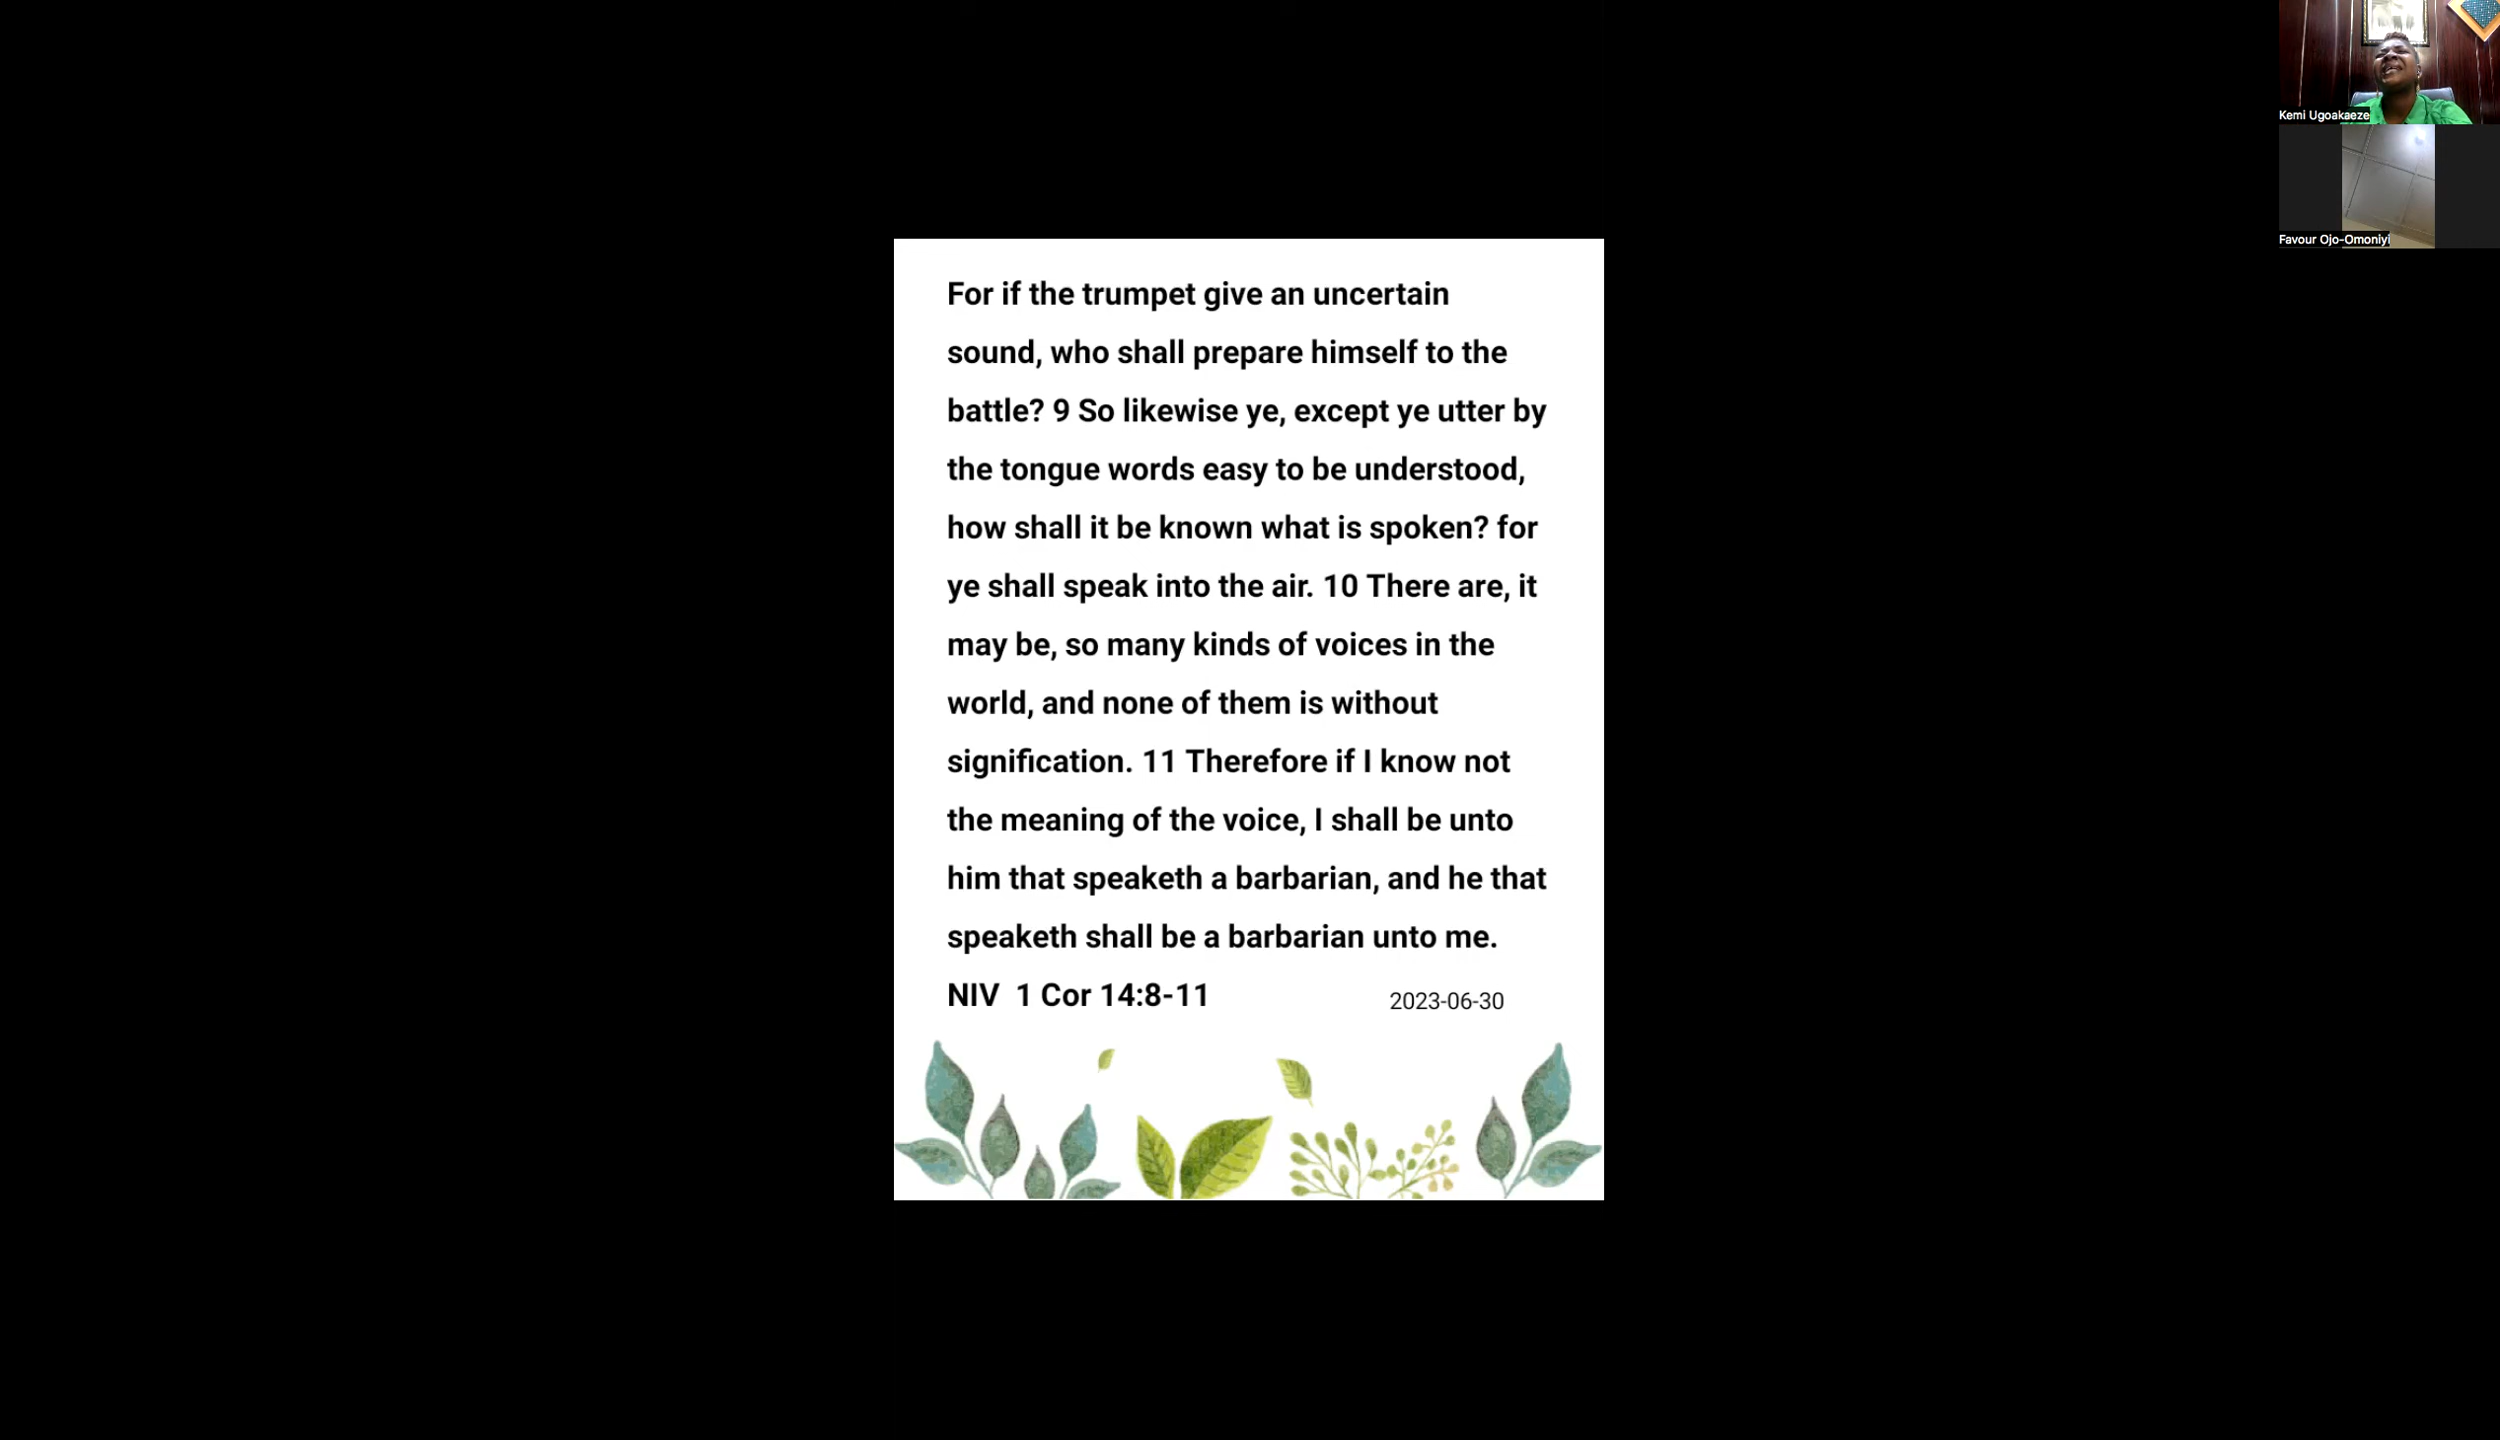 For if the trumpet give an uncertain
sound, who shall prepare himself to the
battle? 9 So likewise ye, except ye utter by
the tongue words easy to be understood,
how shall it be known what is spoken? for
ye shall speak into the air. 10 There are, it
may be, so many kinds of voices in the
world, and none of them is without
signification. 11 Therefore if I know not
the meaning of the voice, I shall be unto
him that speaketh a barbarian, and he that
speaketh shall be a barbarian unto me.
NIV 1 Cor 14:8-11
2023-06-30
Kemi Ugoakaeze
Favour Ojo-Omoniyi